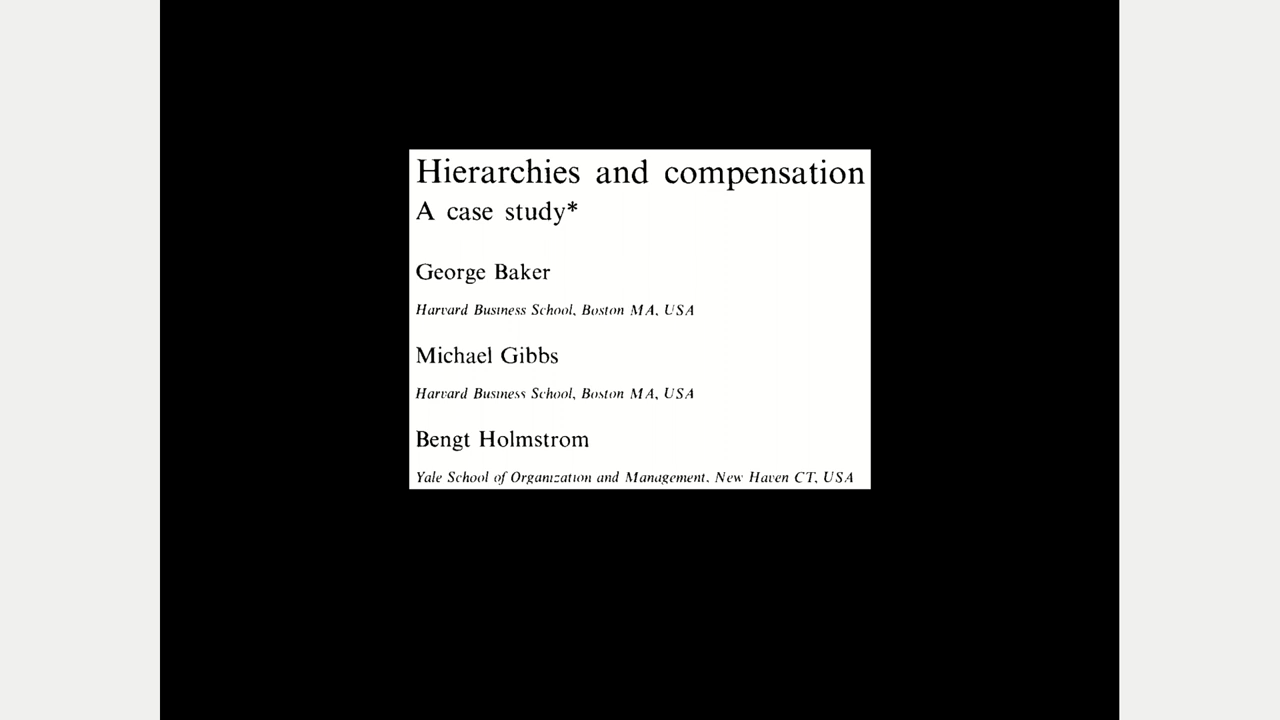 Hierarchies and compensation
A case study*
George Baker
Harvard Business School, Boston MA, USA
Michael Gibbs
Harvard Business School, Boston MA, USA
Bengt Holmstrom
Yale School of Organization and Management, New Haven CT, USA